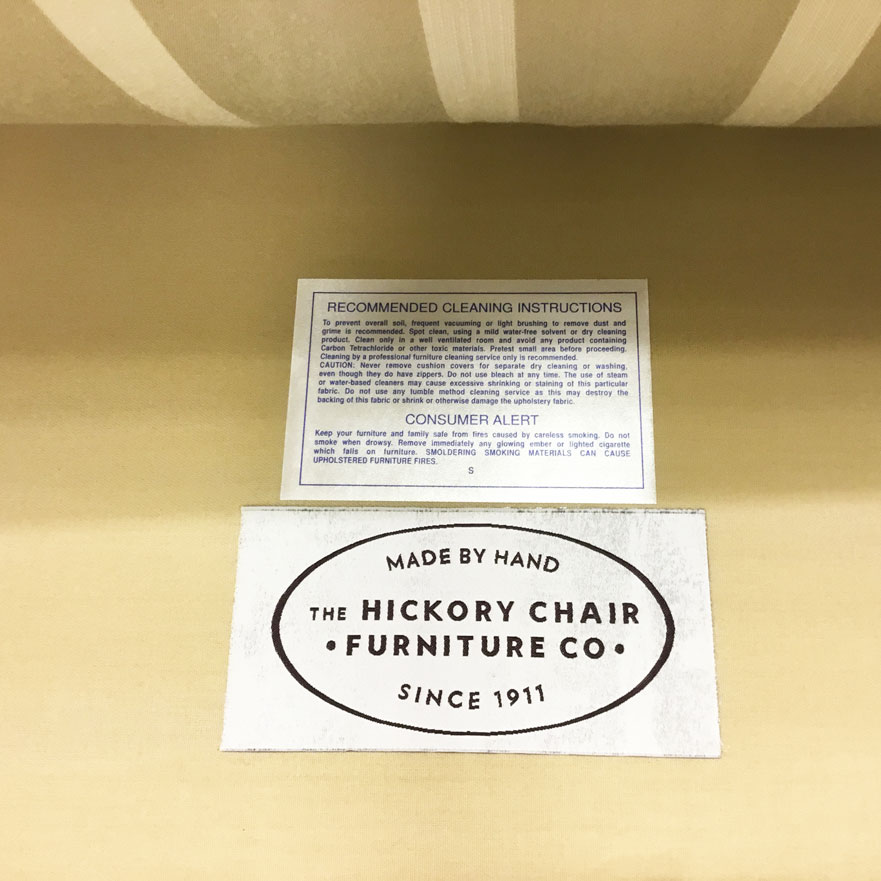 RECOMMENDED CLEANING INSTRUCTIONS
To prevent overall soil, frequent vacuuming or light brushing to remove dust and
grime is recommended. Spot clean, using a mild water-free solvent or dry cleaning
product. Clean only in a well ventilated room and avoid any product containing
Carbon Tetrachloride or other toxic materials. Pretest small area before proceeding.
Cleaning by a professional furniture cleaning service only is recommended.
CAUTION: Never remove cushion covers for separate dry cleaning or washing,
even though they do have zippers. Do not use bleach at any time. The use of steam
or water-based cleaners may cause excessive shrinking or staining of this particular
fabric. Do not use any tumble method cleaning service as this may destroy the
backing of this fabric or shrink or otherwise damage the upholstery fabric.
CONSUMER ALERT
Keep your furniture and family safe from fires caused by careless smoking. Do not
smoke when drowsy. Remove immediately any glowing ember or lighted cigarette
which falls on furniture. SMOLDERING SMOKING MATERIALS CAN CAUSE
UPHOLSTERED FURNITURE FIRES.
S
MADE BY HAND
THE HICKORY CHAIR
•FURNITURE CO•
SINCE 1911